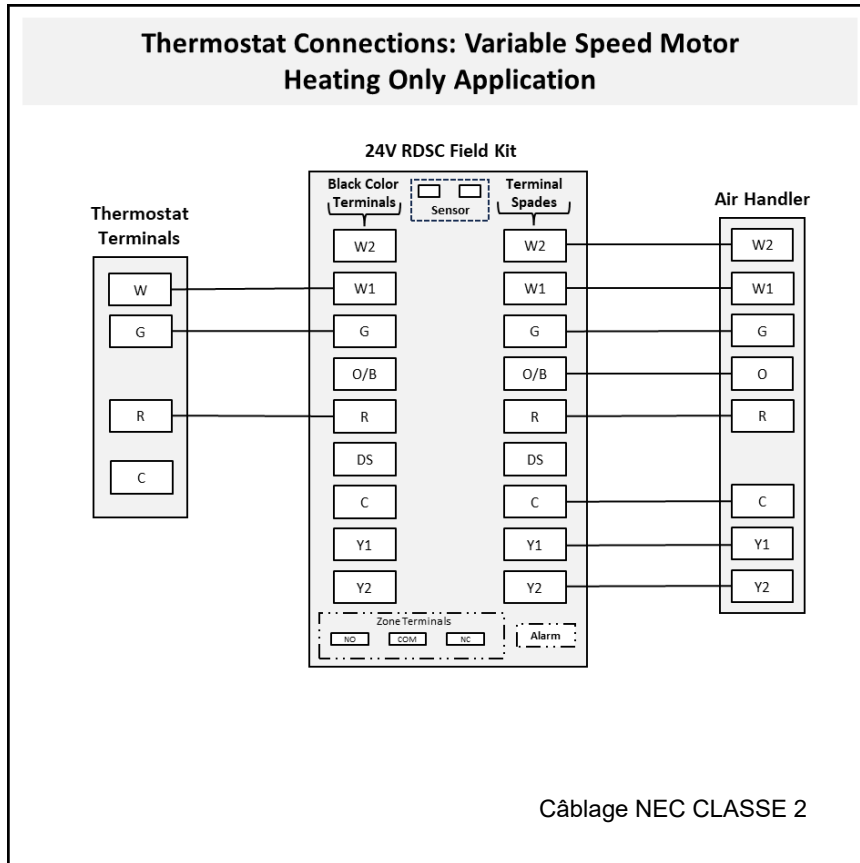 Thermostat Connections: Variable Speed Motor
Heating Only Application
24V RDSC Field Kit
Black Color
Terminals
Sensor
Terminal
Spades
Thermostat
Terminals
Air Handler
W
G
R
C
W2
W1
G
O/B
R
DS
C
Y1
Y2
W2
W1
G
O/B
R
DS
C
Y1
Y2
W2
W1
G
O
R
C
Y1
Y2
Zone Terminals
NO
COM
NC
Alarm
Câblage NEC CLASSE 2